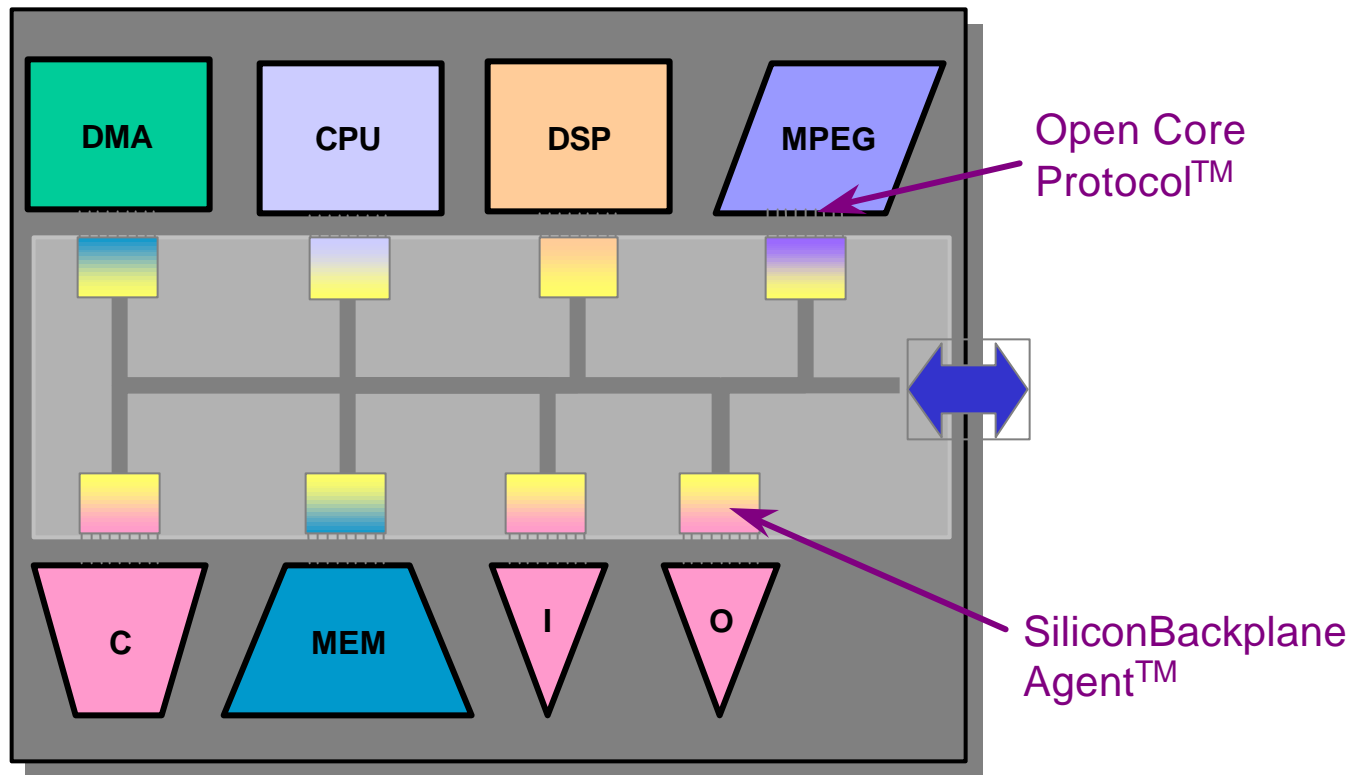 DMA
CPU
DSP
MPEG
Open Core
Protocol™
C
MEM
I
O
SiliconBackplane
Agent™